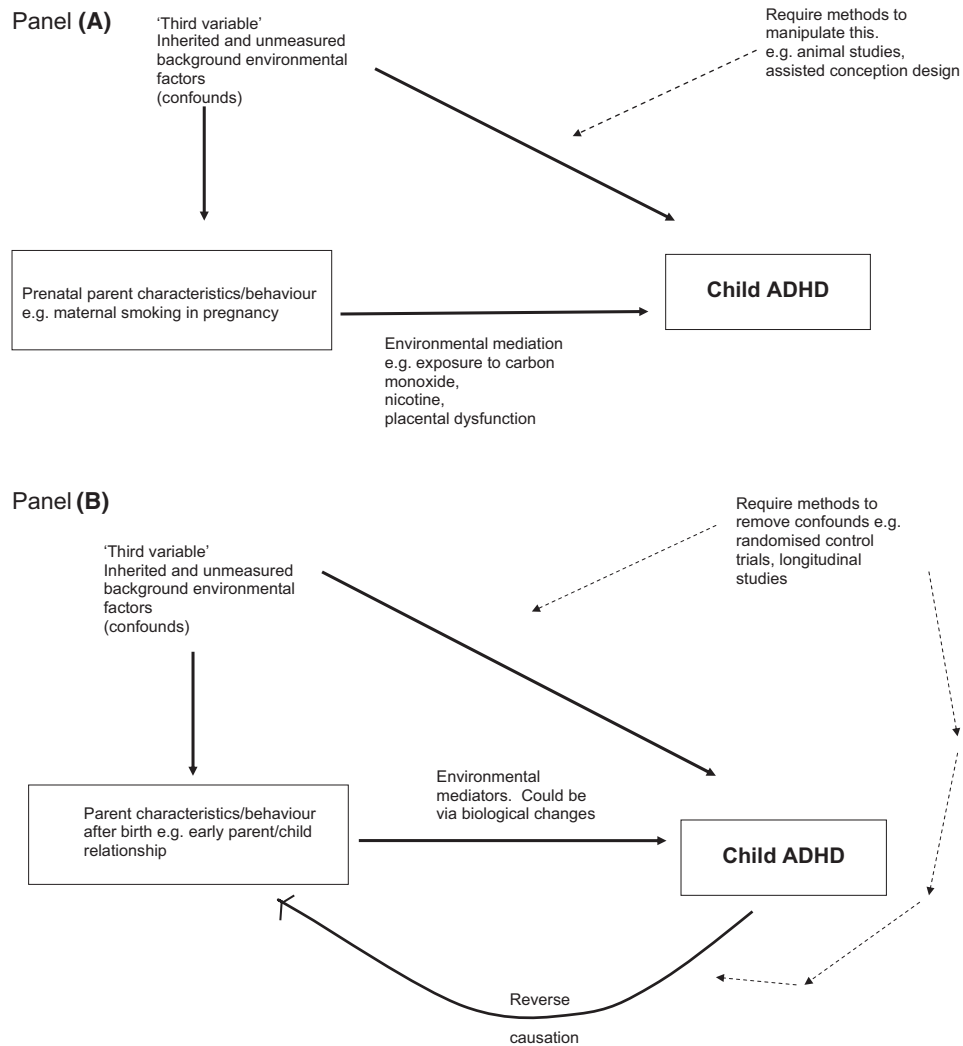 Panel (A)
‘Third variable’
Inherited and unmeasured
background environmental
factors
(confounds)
Require methods to
manipulate this.
e.g. animal studies,
assisted conception design
Prenatal parent characteristics/behaviour
e.g. maternal smoking in pregnancy
Child ADHD
Environmental mediation
e.g. exposure to carbon
monoxide,
nicotine,
placental dysfunction
Panel (B)
‘Third variable’
Inherited and unmeasured
background environmental
factors
(confounds)
Require methods to
remove confounds e.g.
randomised control
trials, longitudinal
studies
Parent characteristics/behaviour
after birth e.g. early parent/child
relationship
Environmental
mediators.  Could be
via biological changes
Child ADHD
Reverse
causation